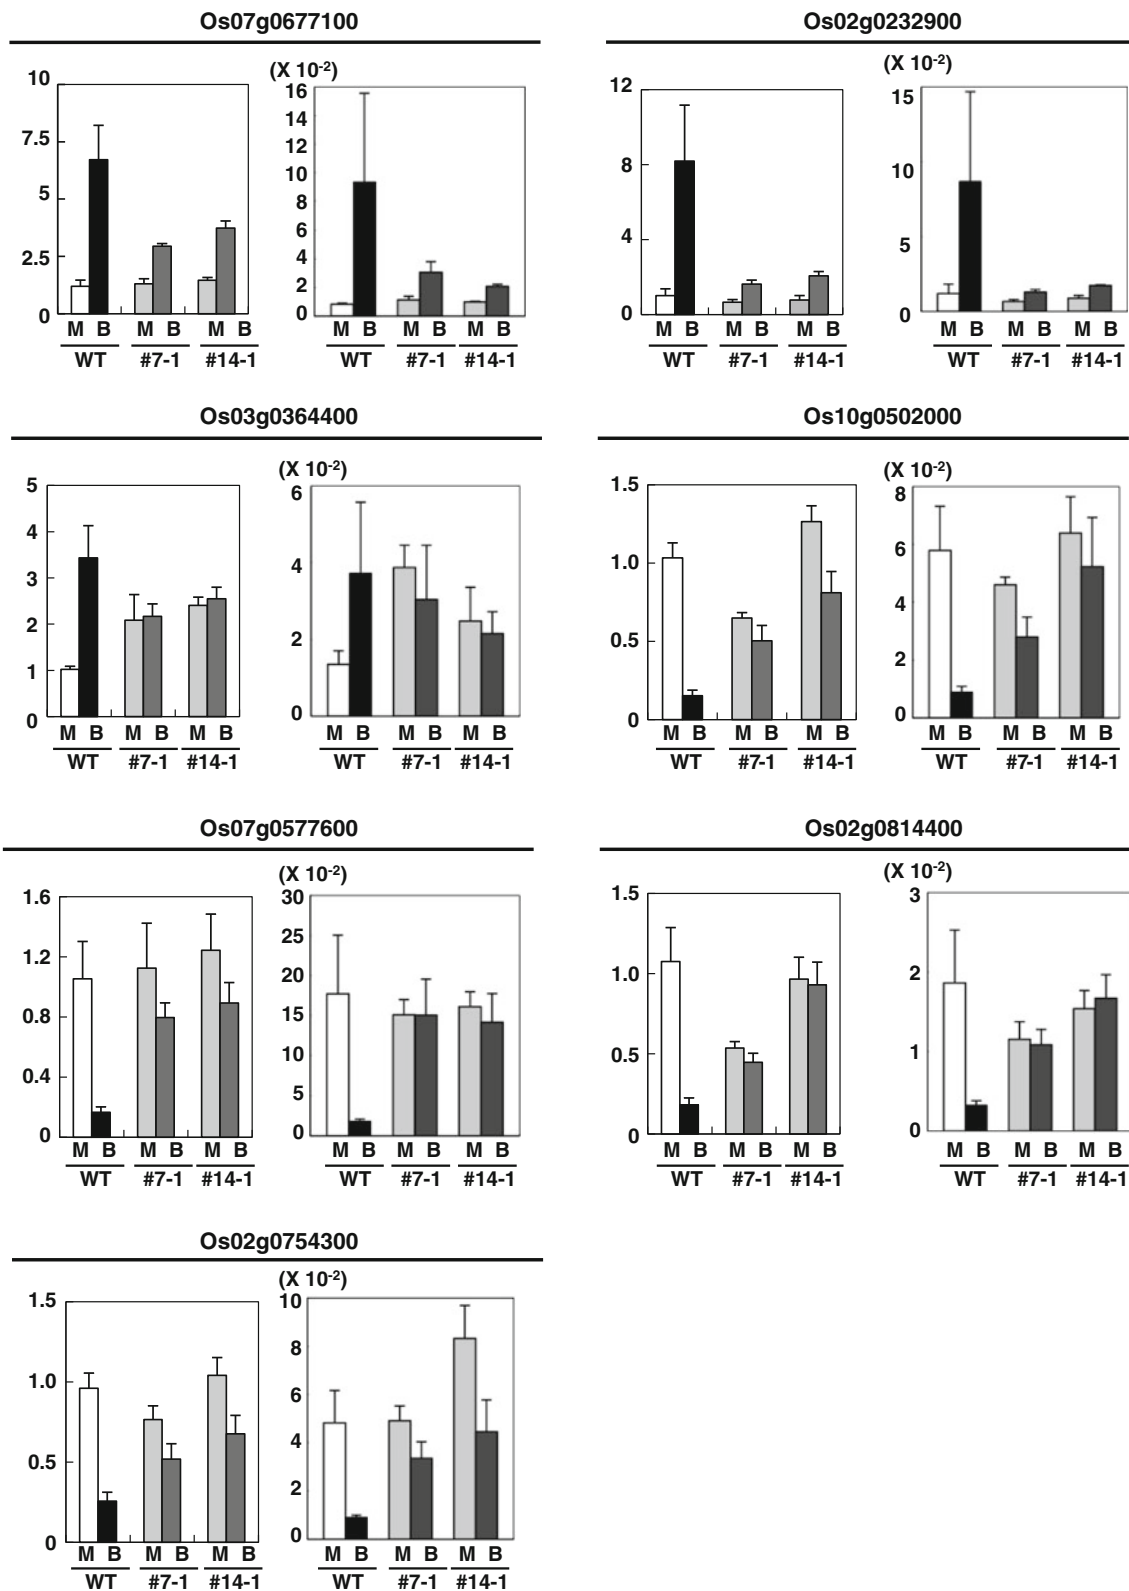 Os07g0677100
Os02g0232900
(X 10-2)
(X 10-2)
10
7.5
5
2.5
0
16
14
12
10
8
6
4
2
0
12
8
4
0
15
10
5
0
M B M B M B
WT #7-1 #14-1
M B M B M B
WT #7-1 #14-1
M B M B M B
WT #7-1 #14-1
M B M B M B
WT #7-1 #14-1
Os03g0364400
Os10g0502000
(X 10-2)
(X 10-2)
5
4
3
2
1
0
6
4
2
0
1.5
1.0
0.5
0
8
6
4
2
0
M B M B M B
WT #7-1 #14-1
M B M B M B
WT #7-1 #14-1
M B M B M B
WT #7-1 #14-1
M B M B M B
WT #7-1 #14-1
Os07g0577600
Os02g0814400
(X 10-2)
(X 10-2)
1.6
1.2
0.8
0.4
0
30
25
20
15
10
5
0
1.5
1.0
0.5
0
3
2
1
0
M B M B M B
WT #7-1 #14-1
M B M B M B
WT #7-1 #14-1
M B M B M B
WT #7-1 #14-1
M B M B M B
WT #7-1 #14-1
Os02g0754300
(X 10-2)
1.5
1.0
0.5
0
10
8
6
4
2
0
M B M B M B
WT #7-1 #14-1
M B M B M B
WT #7-1 #14-1